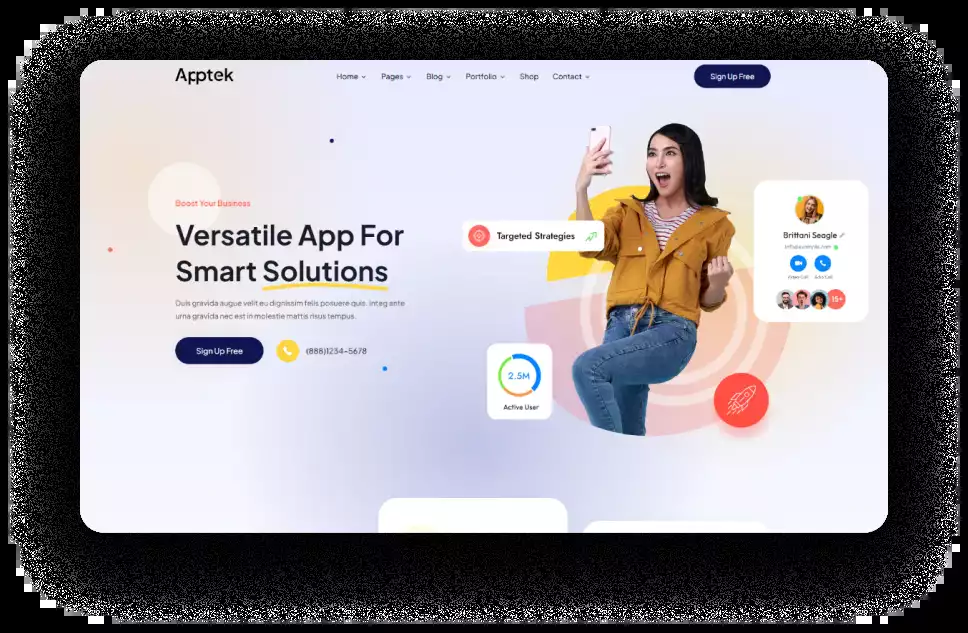 Apptek
Home
Pages
Blog
Portfolio
Shop
Contact
Sign Up Free
Boost Your Business
Versatile App For
Smart Solutions
Duis gravida augue velit eu dignissim felis posuere quis. Integ ante
urna gravida nec est in molestie mattis risus tempus.
Sign Up Free
(888)1234-5678
Targeted Strategies
2.5M
Active User
Brittani Seagle
15+